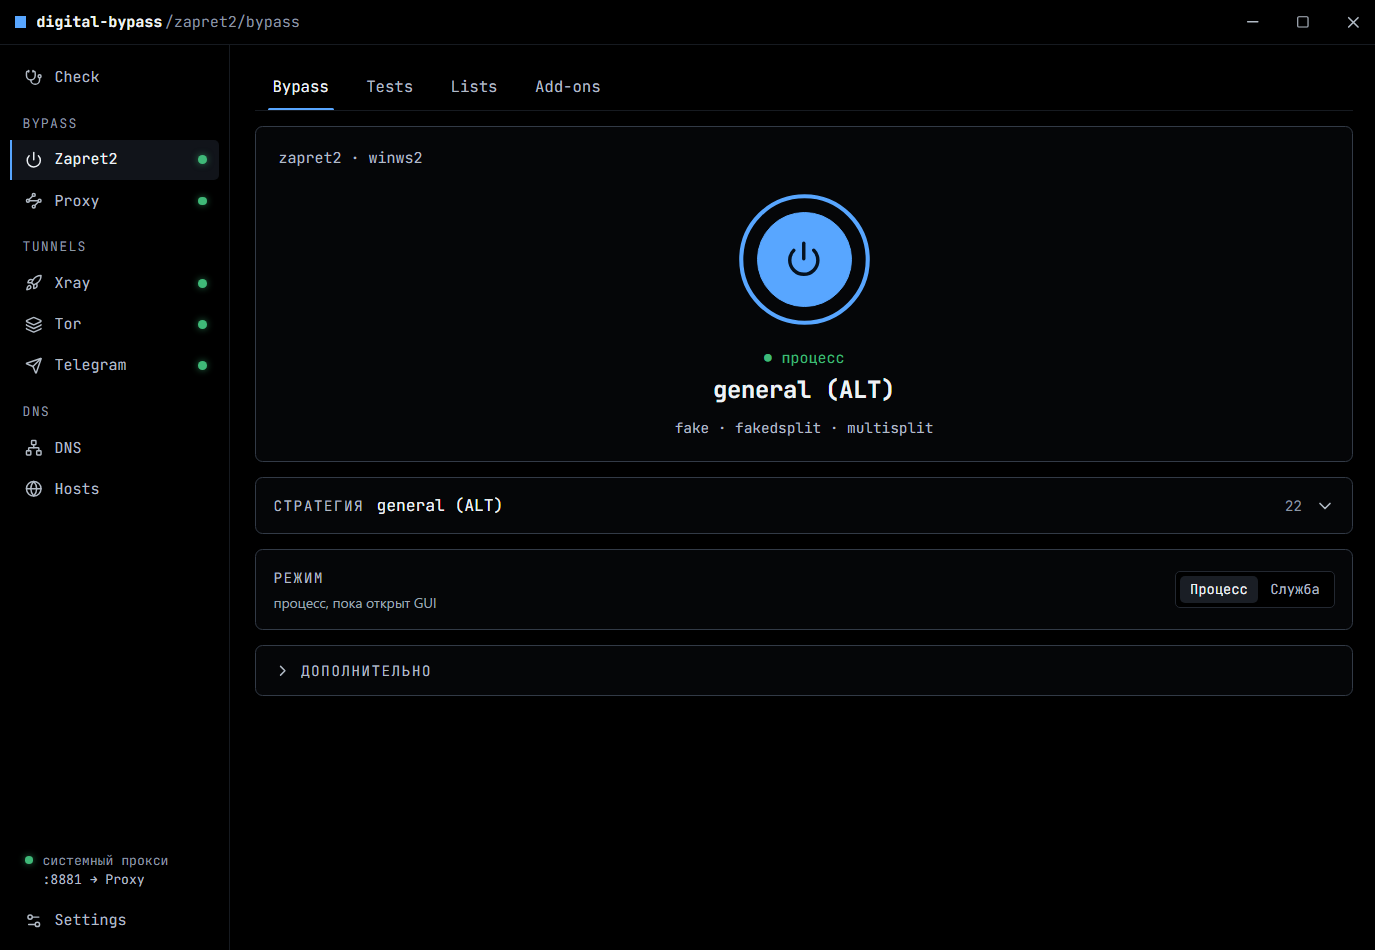 digital-bypass/zapret2/bypass
Check
BYPASS
Zapret2
Proxy
TUNNELS
Xray
Tor
Telegram
DNS
DNS
Hosts
системный прокси
:8881 → Proxy
Settings
Bypass Tests Lists Add-ons
zapret2 · winws2
процесс
general (ALT)
fake · fakedsplit · multisplit
СТРАТЕГИЯ general (ALT) 22
РЕЖИМ
процесс, пока открыт GUI
Процесс Служба
ДОПОЛНИТЕЛЬНО